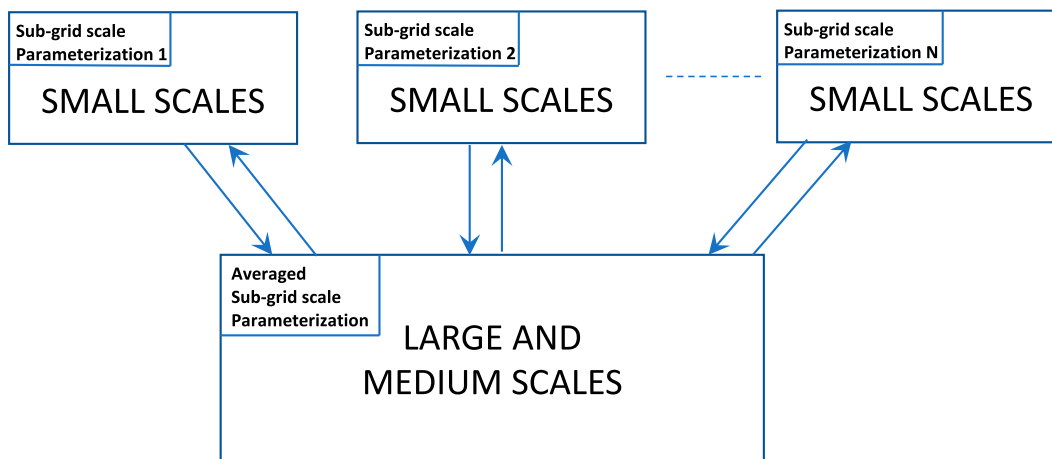 Sub-grid scale
Parameterization 1
SMALL SCALES
Sub-grid scale
Parameterization 2
SMALL SCALES
Sub-grid scale
Parameterization N
SMALL SCALES
Averaged
Sub-grid scale
Parameterization
LARGE AND
MEDIUM SCALES